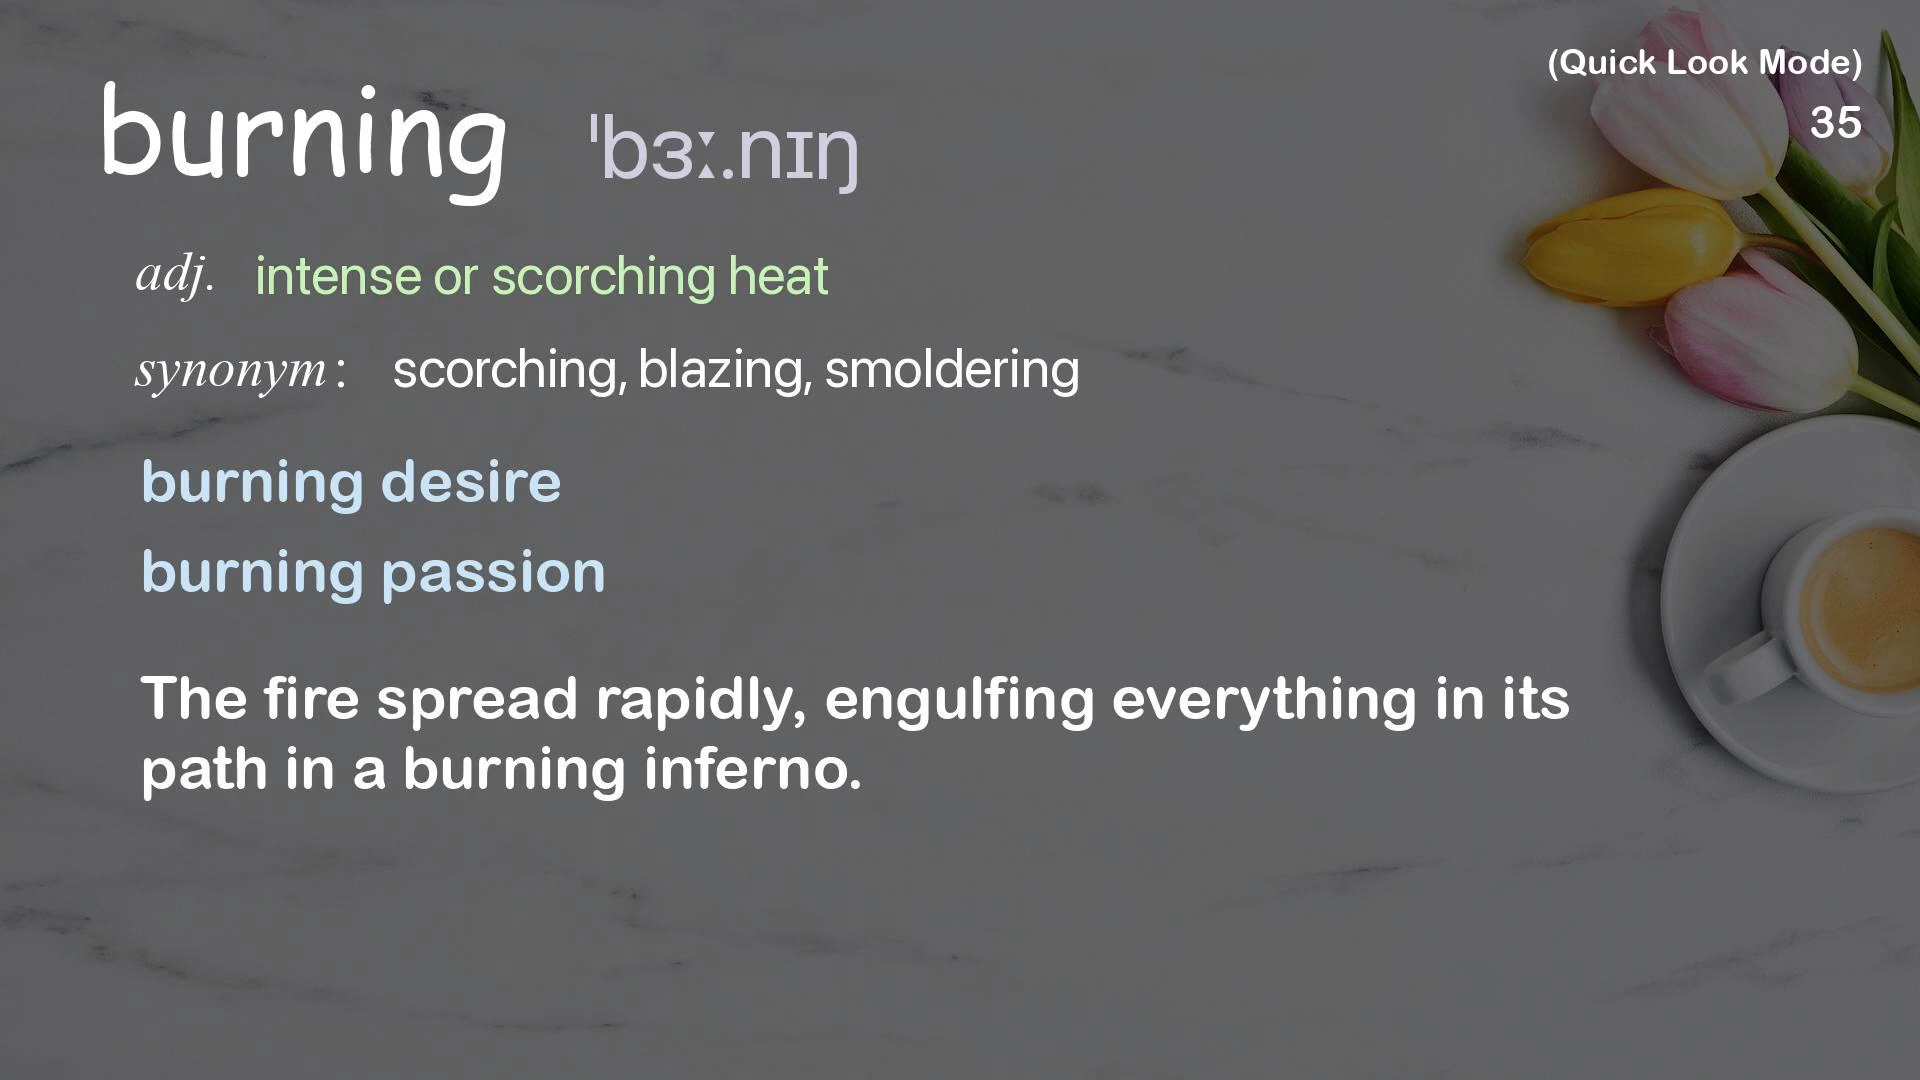 (Quick Look Mode)
35
burning ˈbɜː.nɪŋ
adj. intense or scorching heat
synonym: scorching, blazing, smoldering
burning desire
burning passion
The fire spread rapidly, engulfing everything in its
path in a burning inferno.